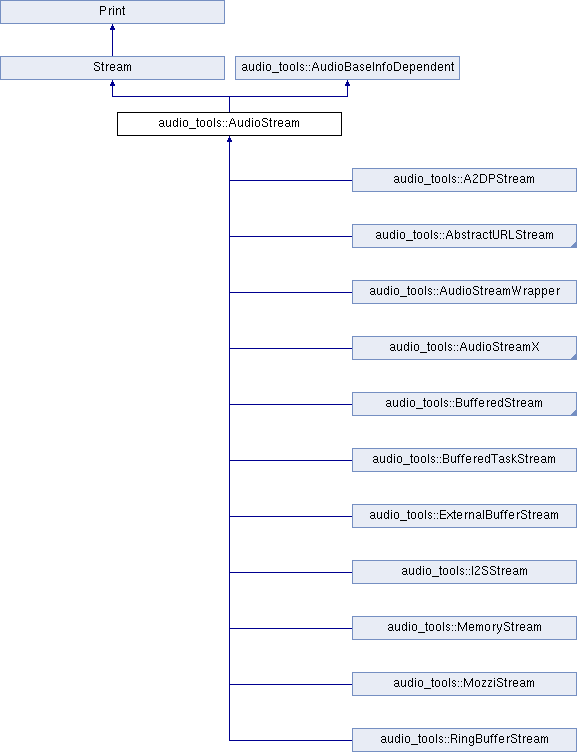 Print
Stream
audio_tools::AudioBaseInfoDependent
audio_tools::AudioStream
audio_tools::A2DPStream
audio_tools::AbstractURLStream
audio_tools::AudioStreamWrapper
audio_tools::AudioStreamX
audio_tools::BufferedStream
audio_tools::BufferedTaskStream
audio_tools::ExternalBufferStream
audio_tools::I2SStream
audio_tools::MemoryStream
audio_tools::MozziStream
audio_tools::RingBufferStream